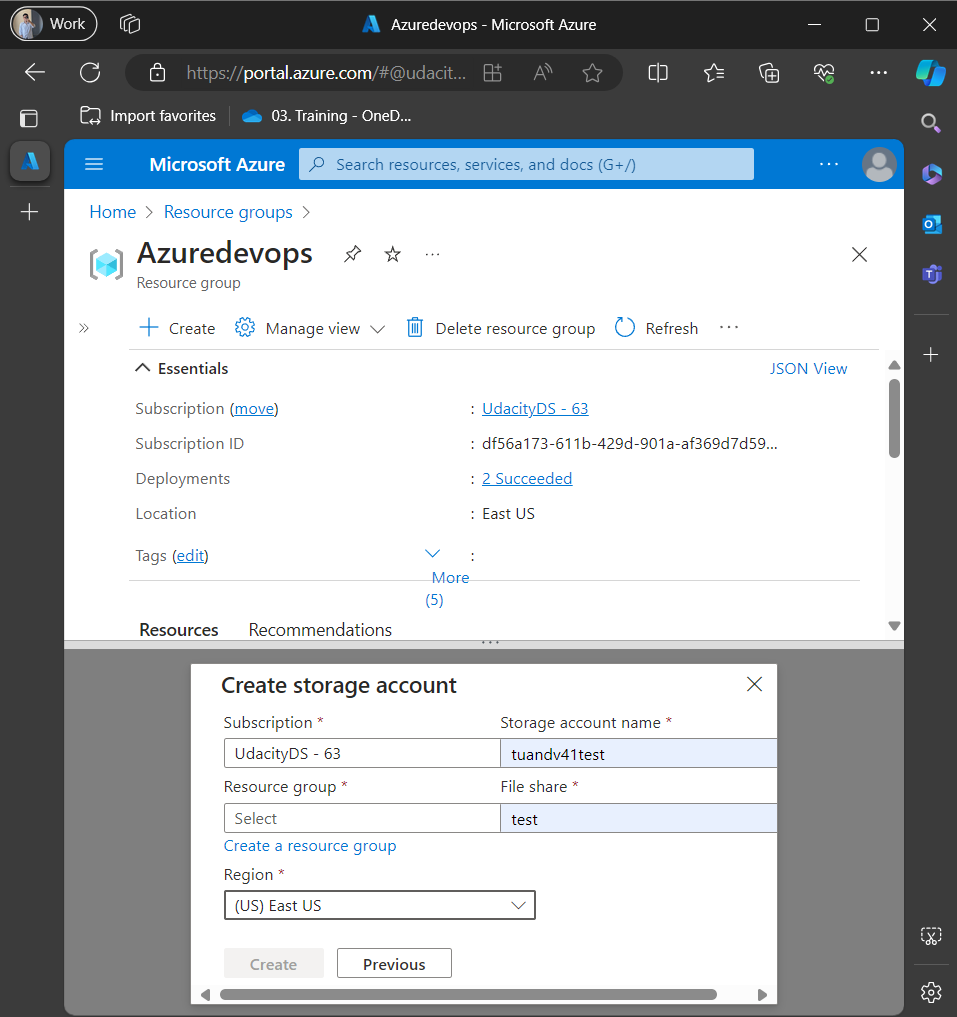 Work
Azuredevops - Microsoft Azure
https://portal.azure.com/#@udacit...
Import favorites
03. Training - OneD...
Microsoft Azure
Search resources, services, and docs (G+/)
Home
Resource groups
Azuredevops
Resource group
Create
Manage view
Delete resource group
Refresh
Essentials
JSON View
Subscription (move) : UdacityDS - 63
Subscription ID : df56a173-611b-429d-901a-af369d7d59...
Deployments : 2 Succeeded
Location : East US
Tags (edit) :
More
(5)
Resources
Recommendations
Create storage account
Subscription *
Storage account name *
UdacityDS - 63
tuandv41test
Resource group *
File share *
Select
test
Create a resource group
Region *
(US) East US
Create
Previous